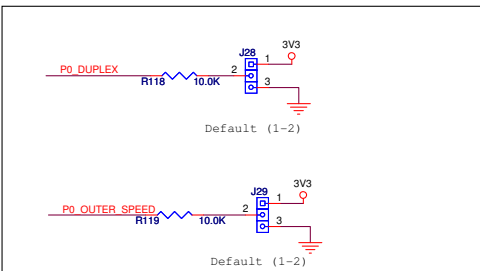 3V3
J28
1
P0_DUPLEX
2
R118
10.0K
3
Default (1-2)
3V3
J29
1
P0_OUTER_SPEED
2
R119
10.0K
3
Default (1-2)